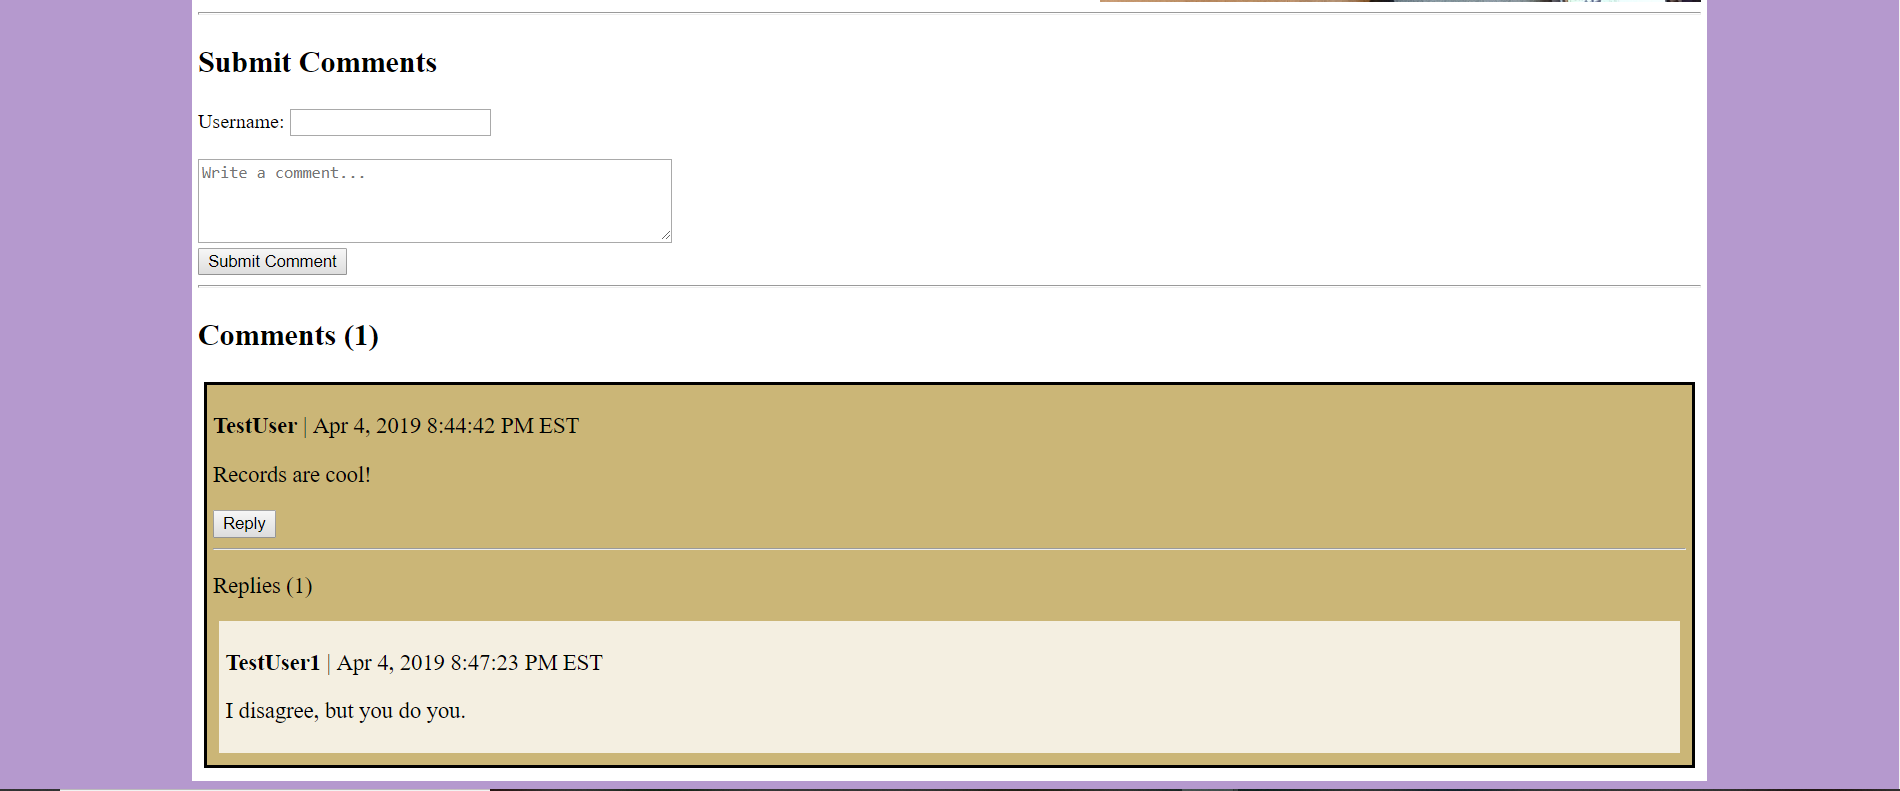 Submit Comments
Username:
Write a comment...
Submit Comment
Comments (1)
TestUser | Apr 4, 2019 8:44:42 PM EST
Records are cool!
Reply
Replies (1)
TestUser1 | Apr 4, 2019 8:47:23 PM EST
I disagree, but you do you.